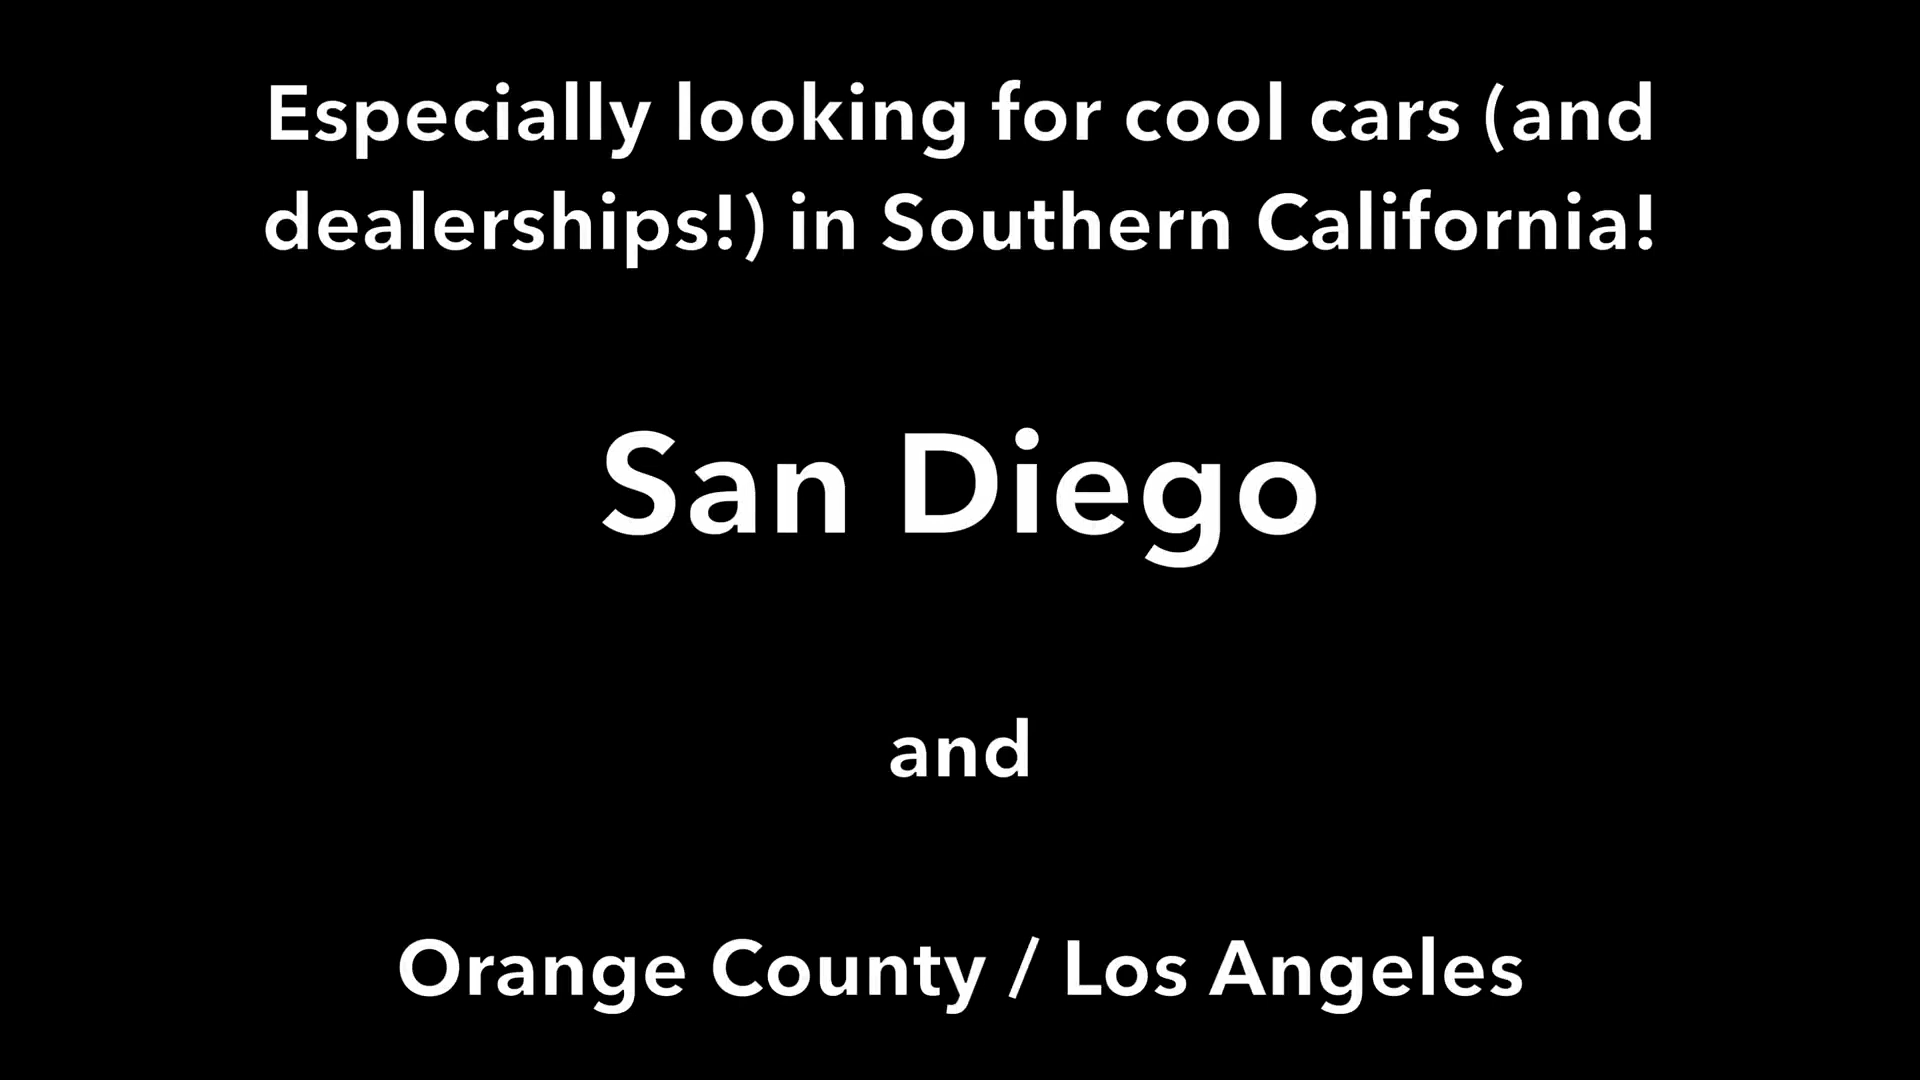 Especially looking for cool cars (and
dealerships!) in Southern California!
San Diego
and
Orange County / Los Angeles